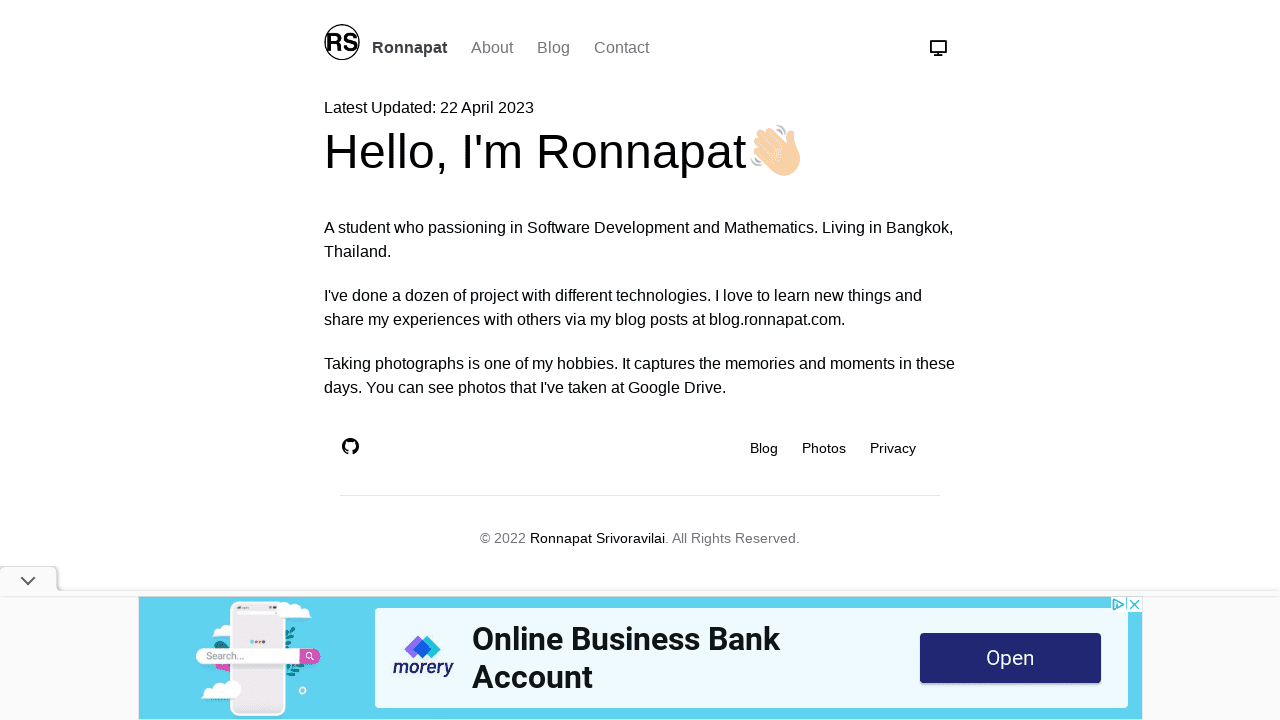 RS Ronnapat About Blog Contact
Latest Updated: 22 April 2023
Hello, I'm Ronnapat
A student who passioning in Software Development and Mathematics. Living in Bangkok,
Thailand.
I've done a dozen of project with different technologies. I love to learn new things and
share my experiences with others via my blog posts at blog.ronnapat.com.
Taking photographs is one of my hobbies. It captures the memories and moments in these
days. You can see photos that I've taken at Google Drive.
Blog Photos Privacy
© 2022 Ronnapat Srivoravilai. All Rights Reserved.
Search...
morery
Online Business Bank
Account
Open